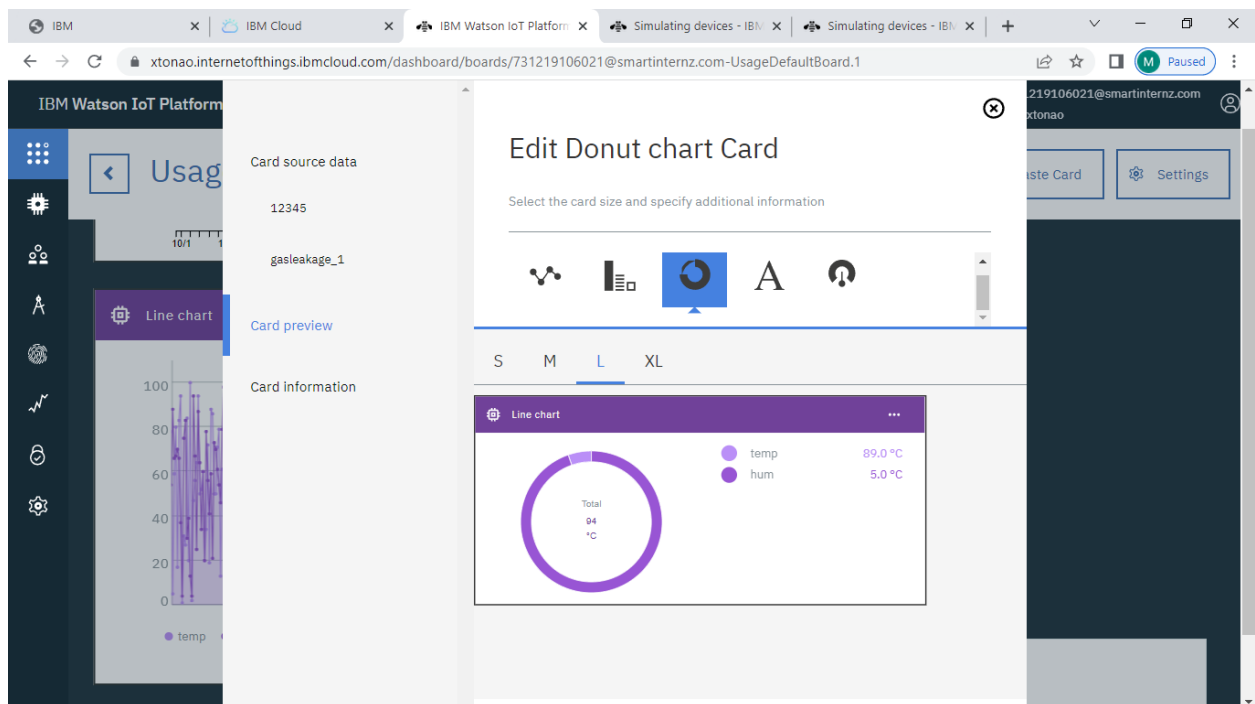 IBM
IBM Cloud
IBM Watson IoT Platform
Simulating devices - IBM
Simulating devices - IBM
xtonao.internetofthings.ibmcloud.com/dashboard/boards/731219106021@smartinternz.com-UsageDefaultBoard.1
M Paused
IBM Watson IoT Platform
219106021@smartinternz.com
xtonao
Usag
Card
Settings
10/1
Line chart
100
80
60
40
20
0
temp
Card source data
12345
gasleakage_1
Card preview
Card information
Edit Donut chart Card
Select the card size and specify additional information
A
S M L XL
Line chart
Total
94
°C
temp 89.0 °C
hum 5.0 °C